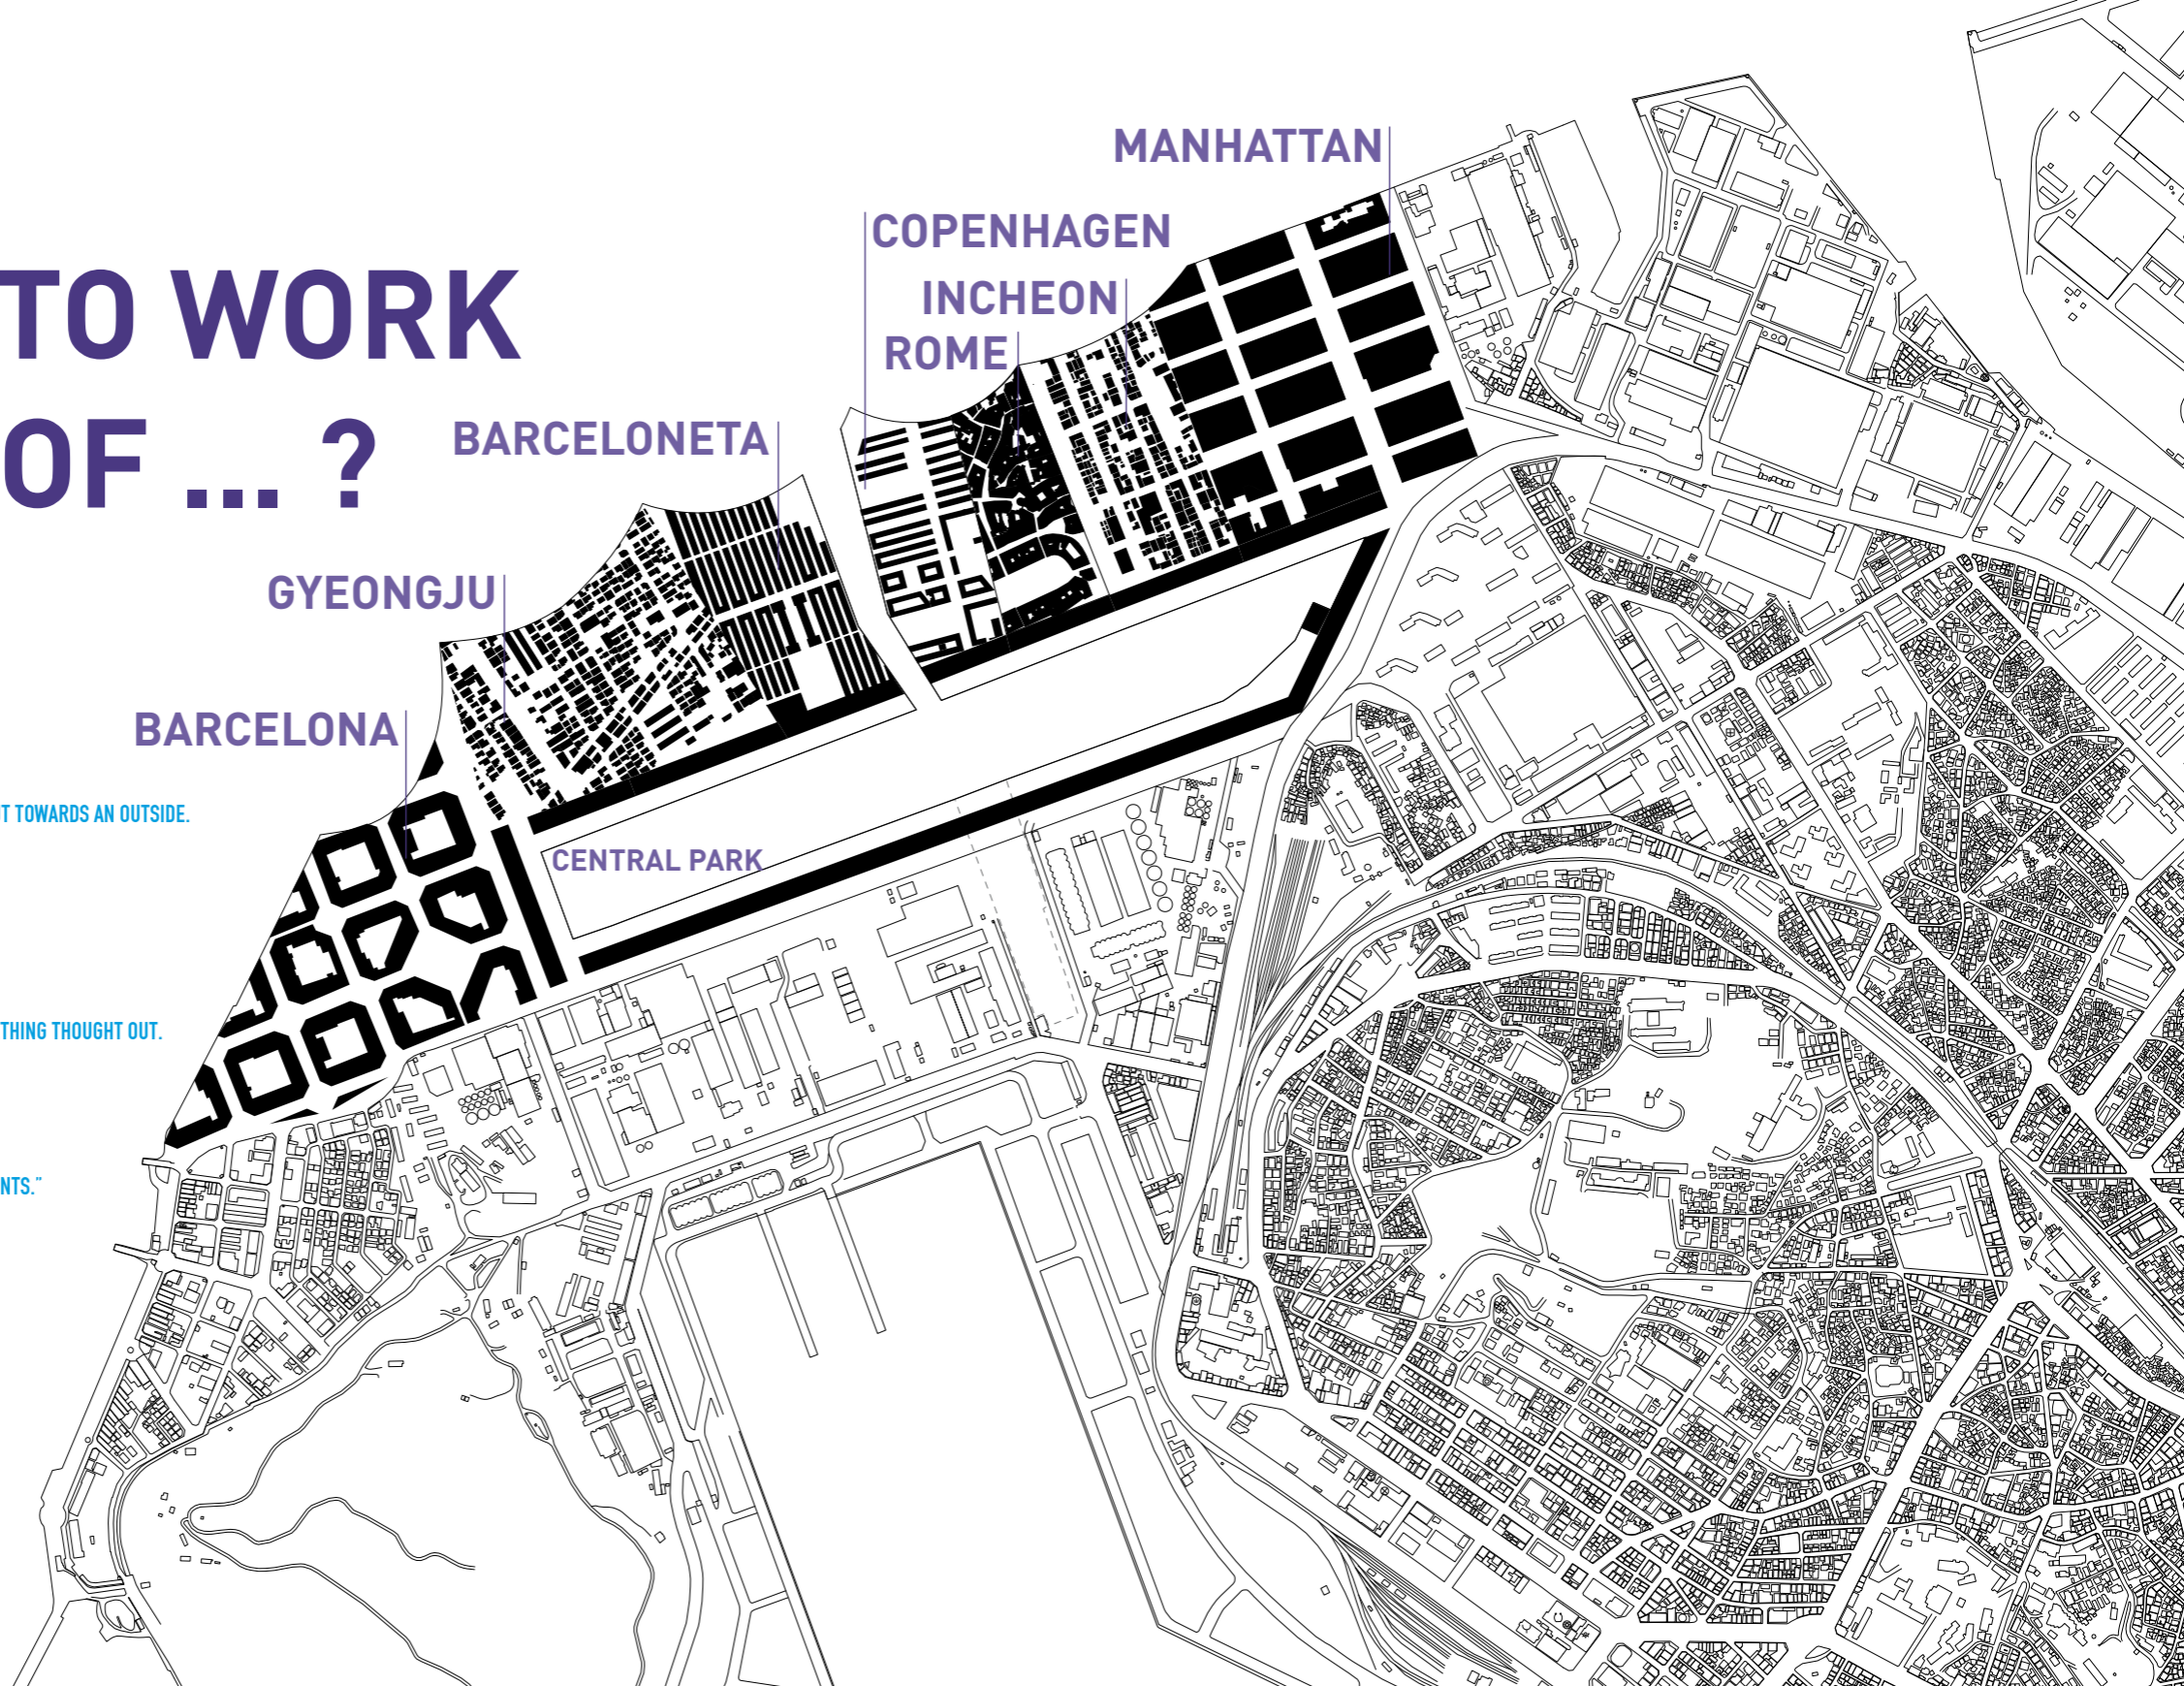 MANHATTAN
COPENHAGEN
INCHEON
ROME
TO WORK
OF ... ?
BARCELONETA
GYEONGJU
BARCELONA
TOWARDS AN OUTSIDE.
CENTRAL PARK
THING THOUGHT OUT.
NTS.”